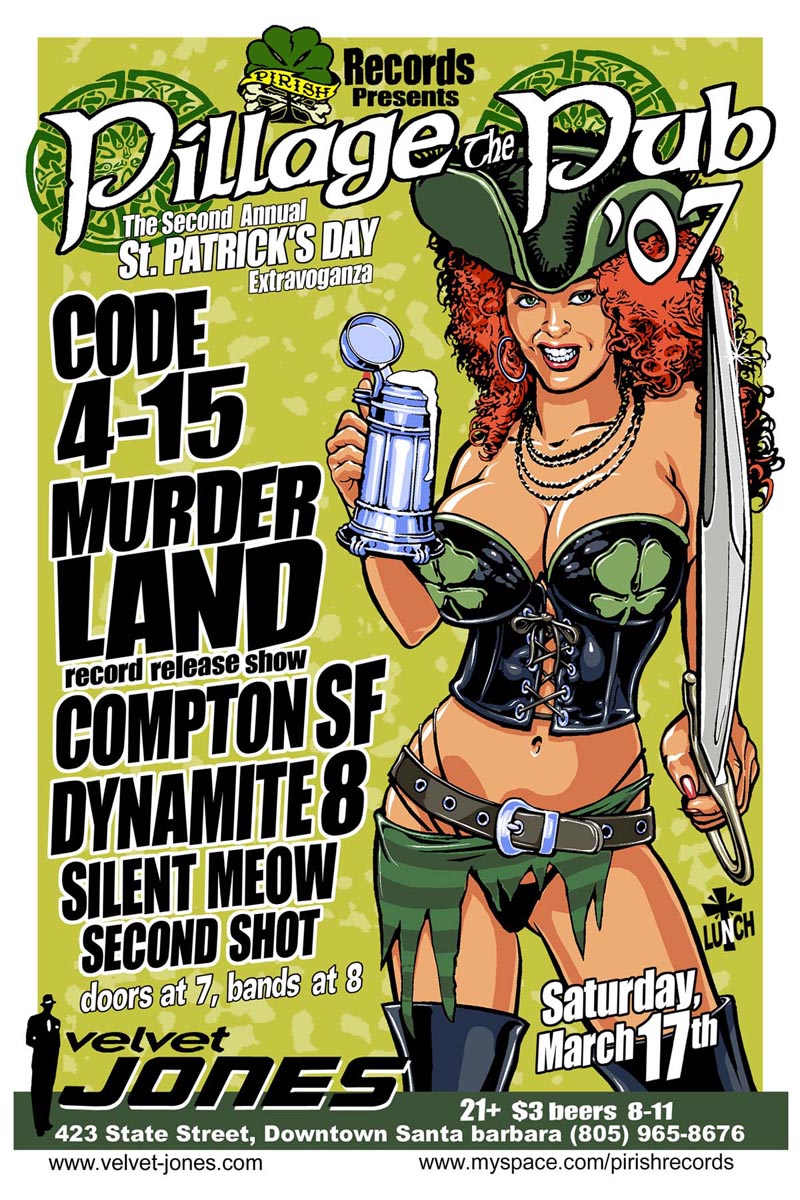 PIRISH Records
Presents
Pillage the Pub
'07
The Second Annual
St. PATRICK'S DAY
Extravoganza
CODE
4-15
MURDER
LAND
record release show
COMPTON SF
DYNAMITE 8
SILENT MEOW
SECOND SHOT
doors at 7, bands at 8
LUNCH
Saturday,
March 17th
velvet
JONES
21+ $3 beers 8-11
423 State Street, Downtown Santa barbara (805) 965-8676
www.velvet-jones.com
www.myspace.com/pirishrecords